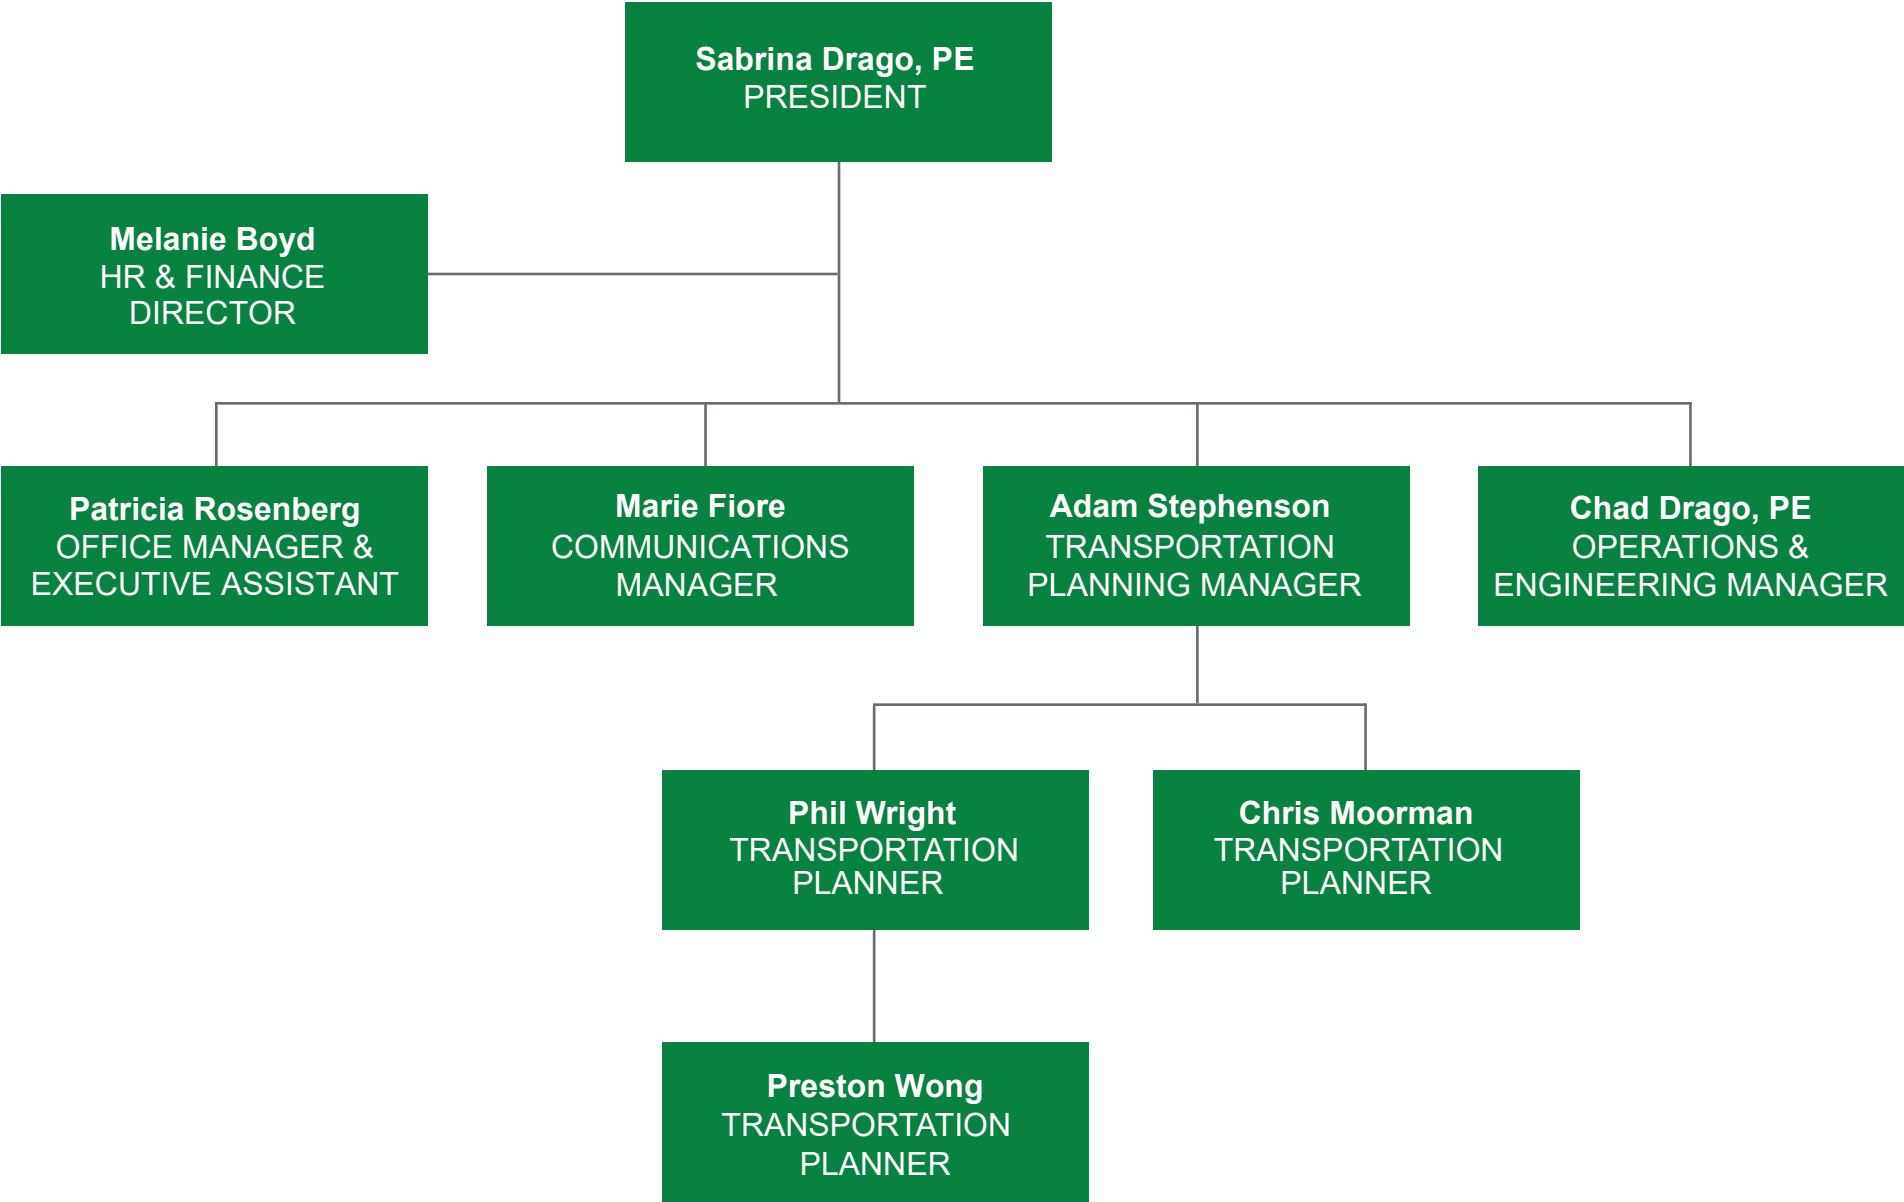 Sabrina Drago, PE
PRESIDENT
Melanie Boyd
HR & FINANCE
DIRECTOR
Patricia Rosenberg
OFFICE MANAGER &
EXECUTIVE ASSISTANT
Marie Fiore
COMMUNICATIONS
MANAGER
Adam Stephenson
TRANSPORTATION
PLANNING MANAGER
Chad Drago, PE
OPERATIONS &
ENGINEERING MANAGER
Phil Wright
TRANSPORTATION
PLANNER
Chris Moorman
TRANSPORTATION
PLANNER
Preston Wong
TRANSPORTATION
PLANNER